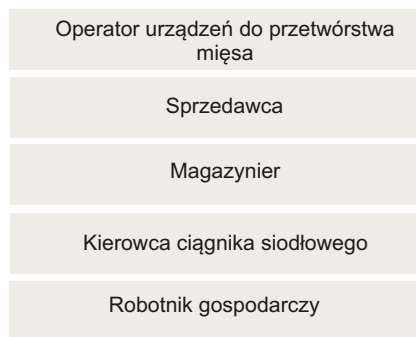 Operator urządzeń do przetwórstwa
mięsa
Sprzedawca
Magazynier
Kierowca ciągnika siodłowego
Robotnik gospodarczy